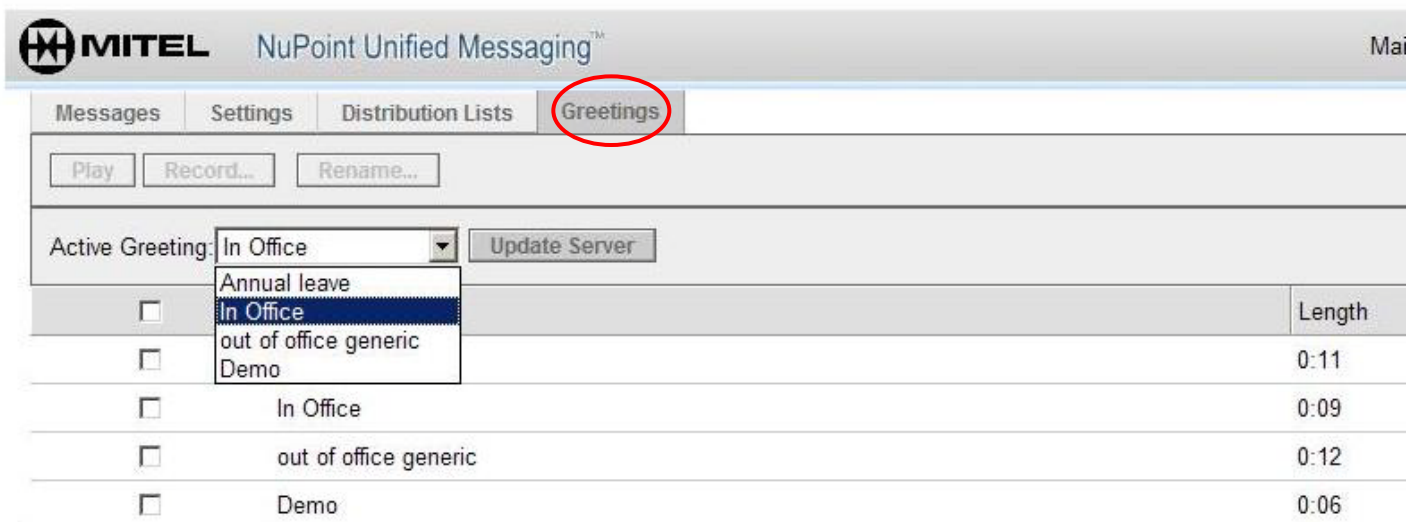 MITEL NuPoint Unified Messaging™ Mai
Messages Settings Distribution Lists Greetings
Play Record... Rename...
Active Greeting: In Office Update Server
Annual leave
In Office Length
out of office generic
Demo 0:11
In Office 0:09
out of office generic 0:12
Demo 0:06